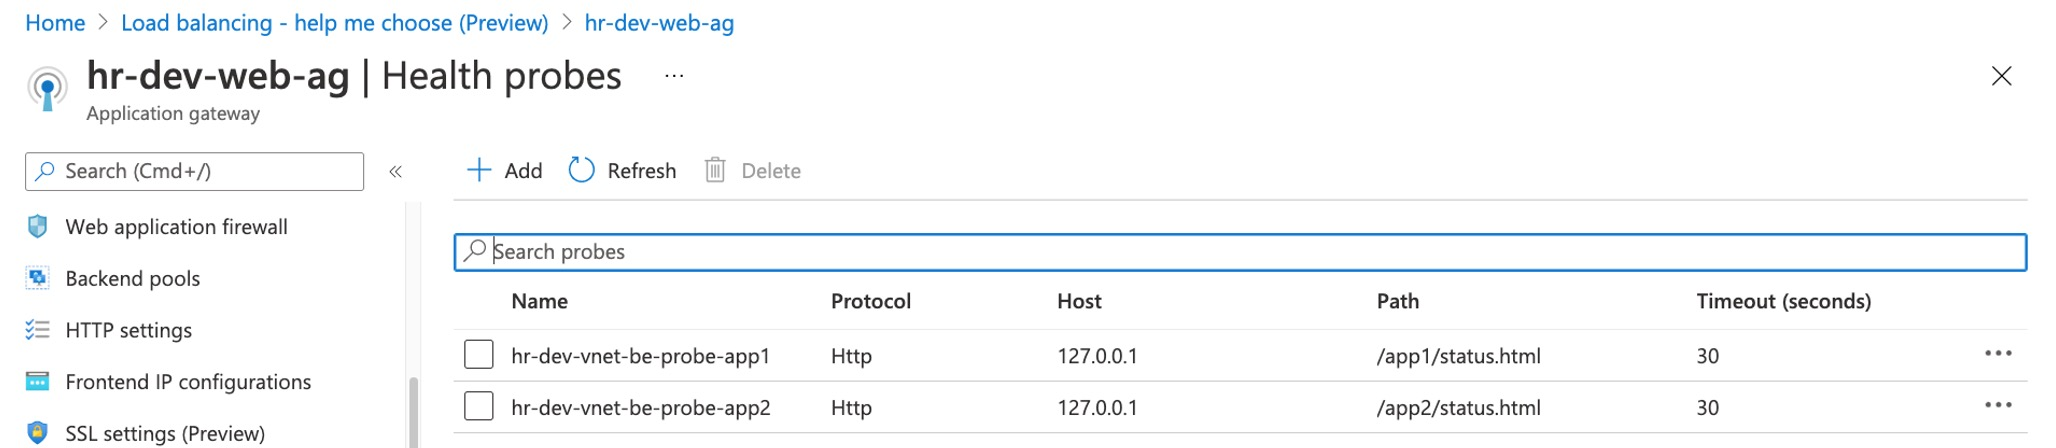 Home > Load balancing - help me choose (Preview) > hr-dev-web-ag
hr-dev-web-ag | Health probes ...
Application gateway
Search (Cmd+/) «
Add Refresh Delete
Web application firewall
Backend pools
HTTP settings
Frontend IP configurations
SSL settings (Preview)
Search probes
Name Protocol Host Path Timeout (seconds)
hr-dev-vnet-be-probe-app1 Http 127.0.0.1 /app1/status.html 30 ...
hr-dev-vnet-be-probe-app2 Http 127.0.0.1 /app2/status.html 30 ...